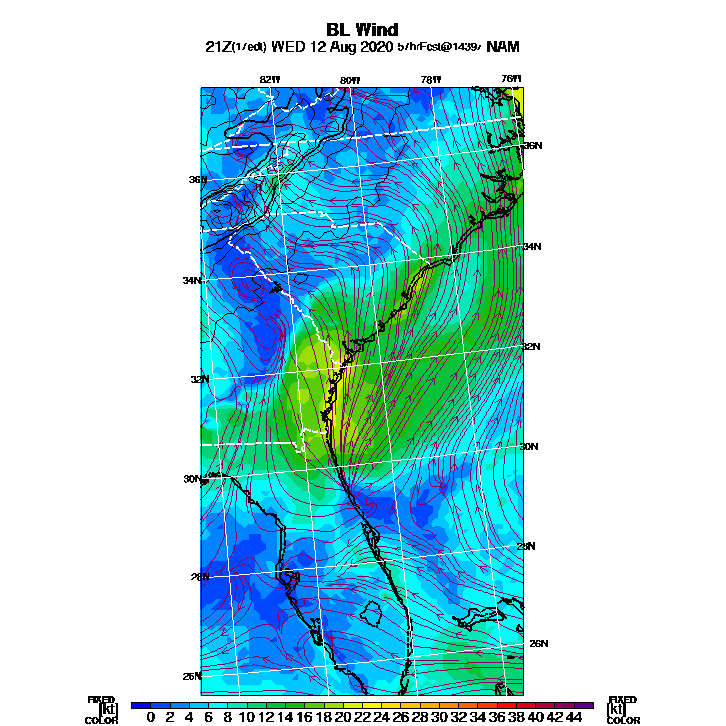 BL Wind
21Z(17edt) WED 12 Aug 2020 57hrFcst@1439z NAM
82W 80W 78W 76W
36N
36N
34N
34N
32N
32N
30N
30N
28N
28N
26N
26N
FIXED FIXED
[kt] 0 2 4 6 8 10 12 14 16 18 20 22 24 26 28 30 32 34 36 38 40 42 44 [kt]
COLOR COLOR